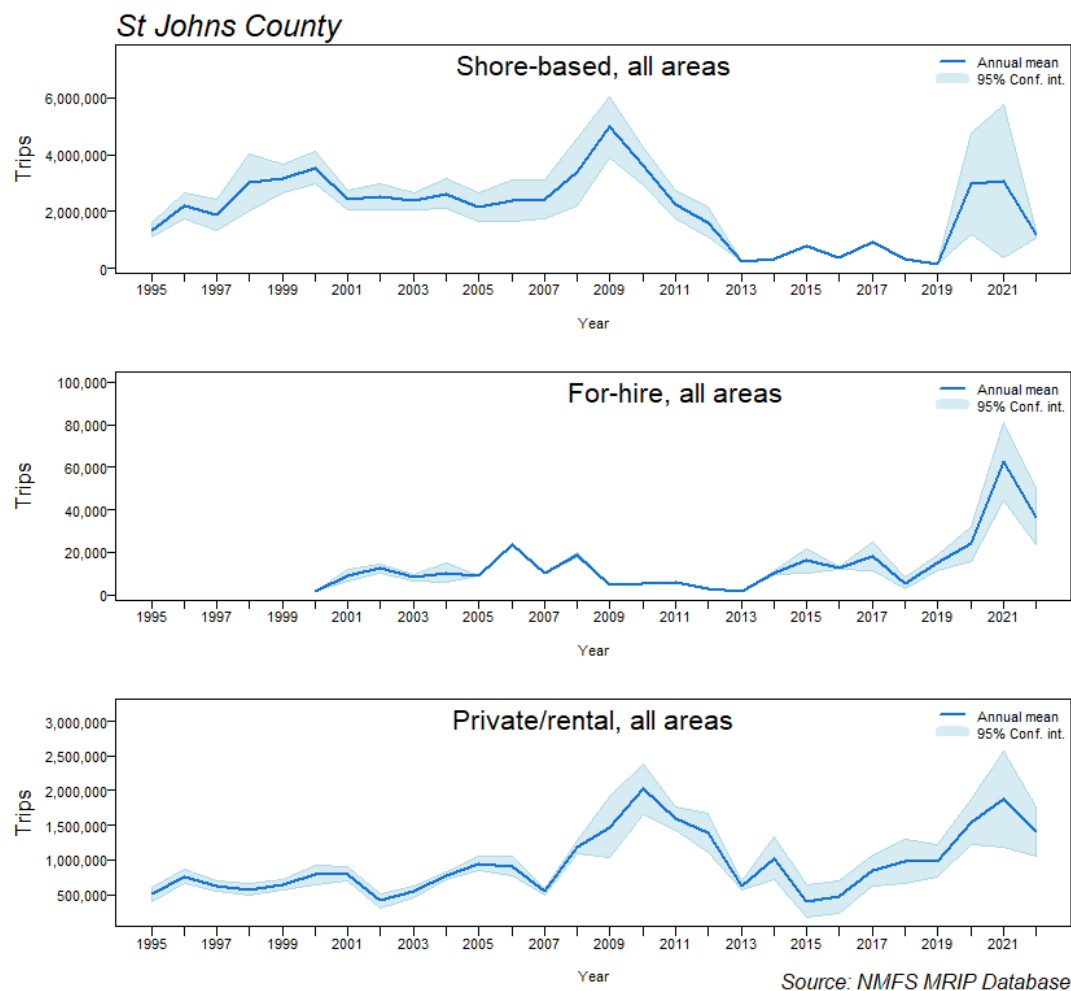 St Johns County
Shore-based, all areas
Annual mean
95% Conf. int.
Trips
6,000,000
4,000,000
2,000,000
0
1995 1997 1999 2001 2003 2005 2007 2009 2011 2013 2015 2017 2019 2021
Year
For-hire, all areas
Annual mean
95% Conf. int.
Trips
100,000
80,000
60,000
40,000
20,000
0
1995 1997 1999 2001 2003 2005 2007 2009 2011 2013 2015 2017 2019 2021
Year
Private/rental, all areas
Annual mean
95% Conf. int.
Trips
3,000,000
2,500,000
2,000,000
1,500,000
1,000,000
500,000
1995 1997 1999 2001 2003 2005 2007 2009 2011 2013 2015 2017 2019 2021
Year
Source: NMFS MRIP Database